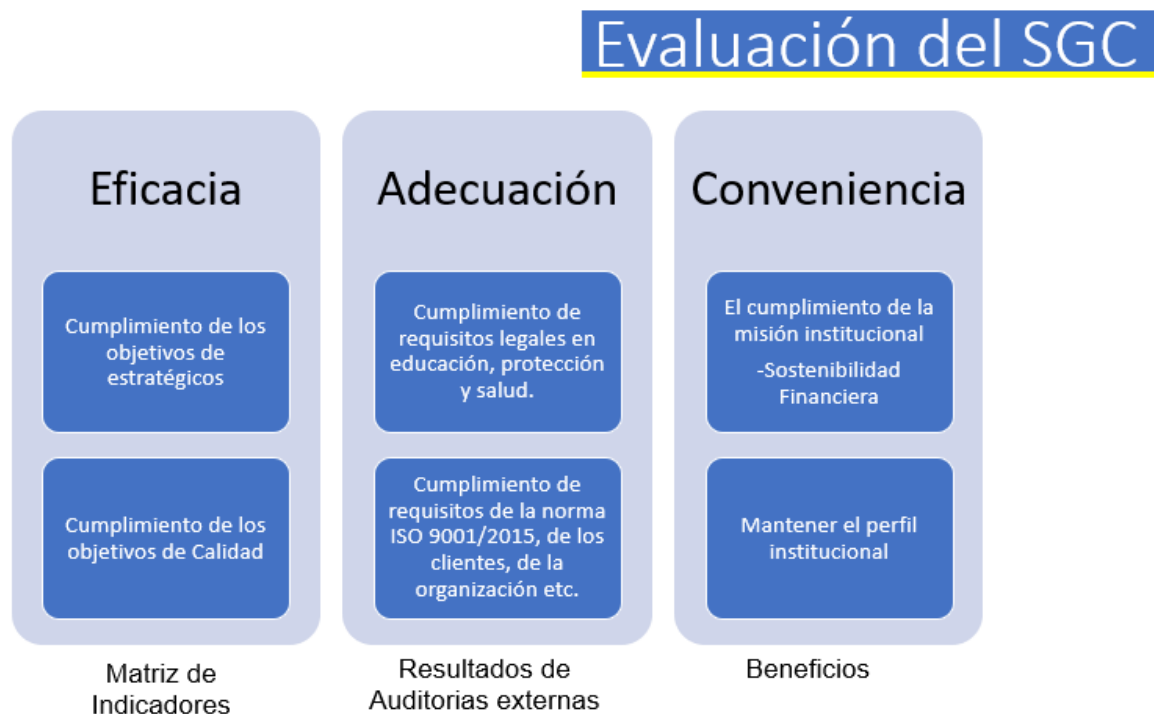 Evaluación del SGC
Eficacia
Cumplimiento de los
objetivos de
estratégicos
Cumplimiento de los
objetivos de Calidad
Matriz de
Indicadores
Adecuación
Cumplimiento de
requisitos legales en
educación, protección
y salud.
Cumplimiento de
requisitos de la norma
ISO 9001/2015, de los
clientes, de la
organización etc.
Resultados de
Auditorias externas
Conveniencia
El cumplimiento de la
misión institucional
-Sostenibilidad
Financiera
Mantener el perfil
institucional
Beneficios